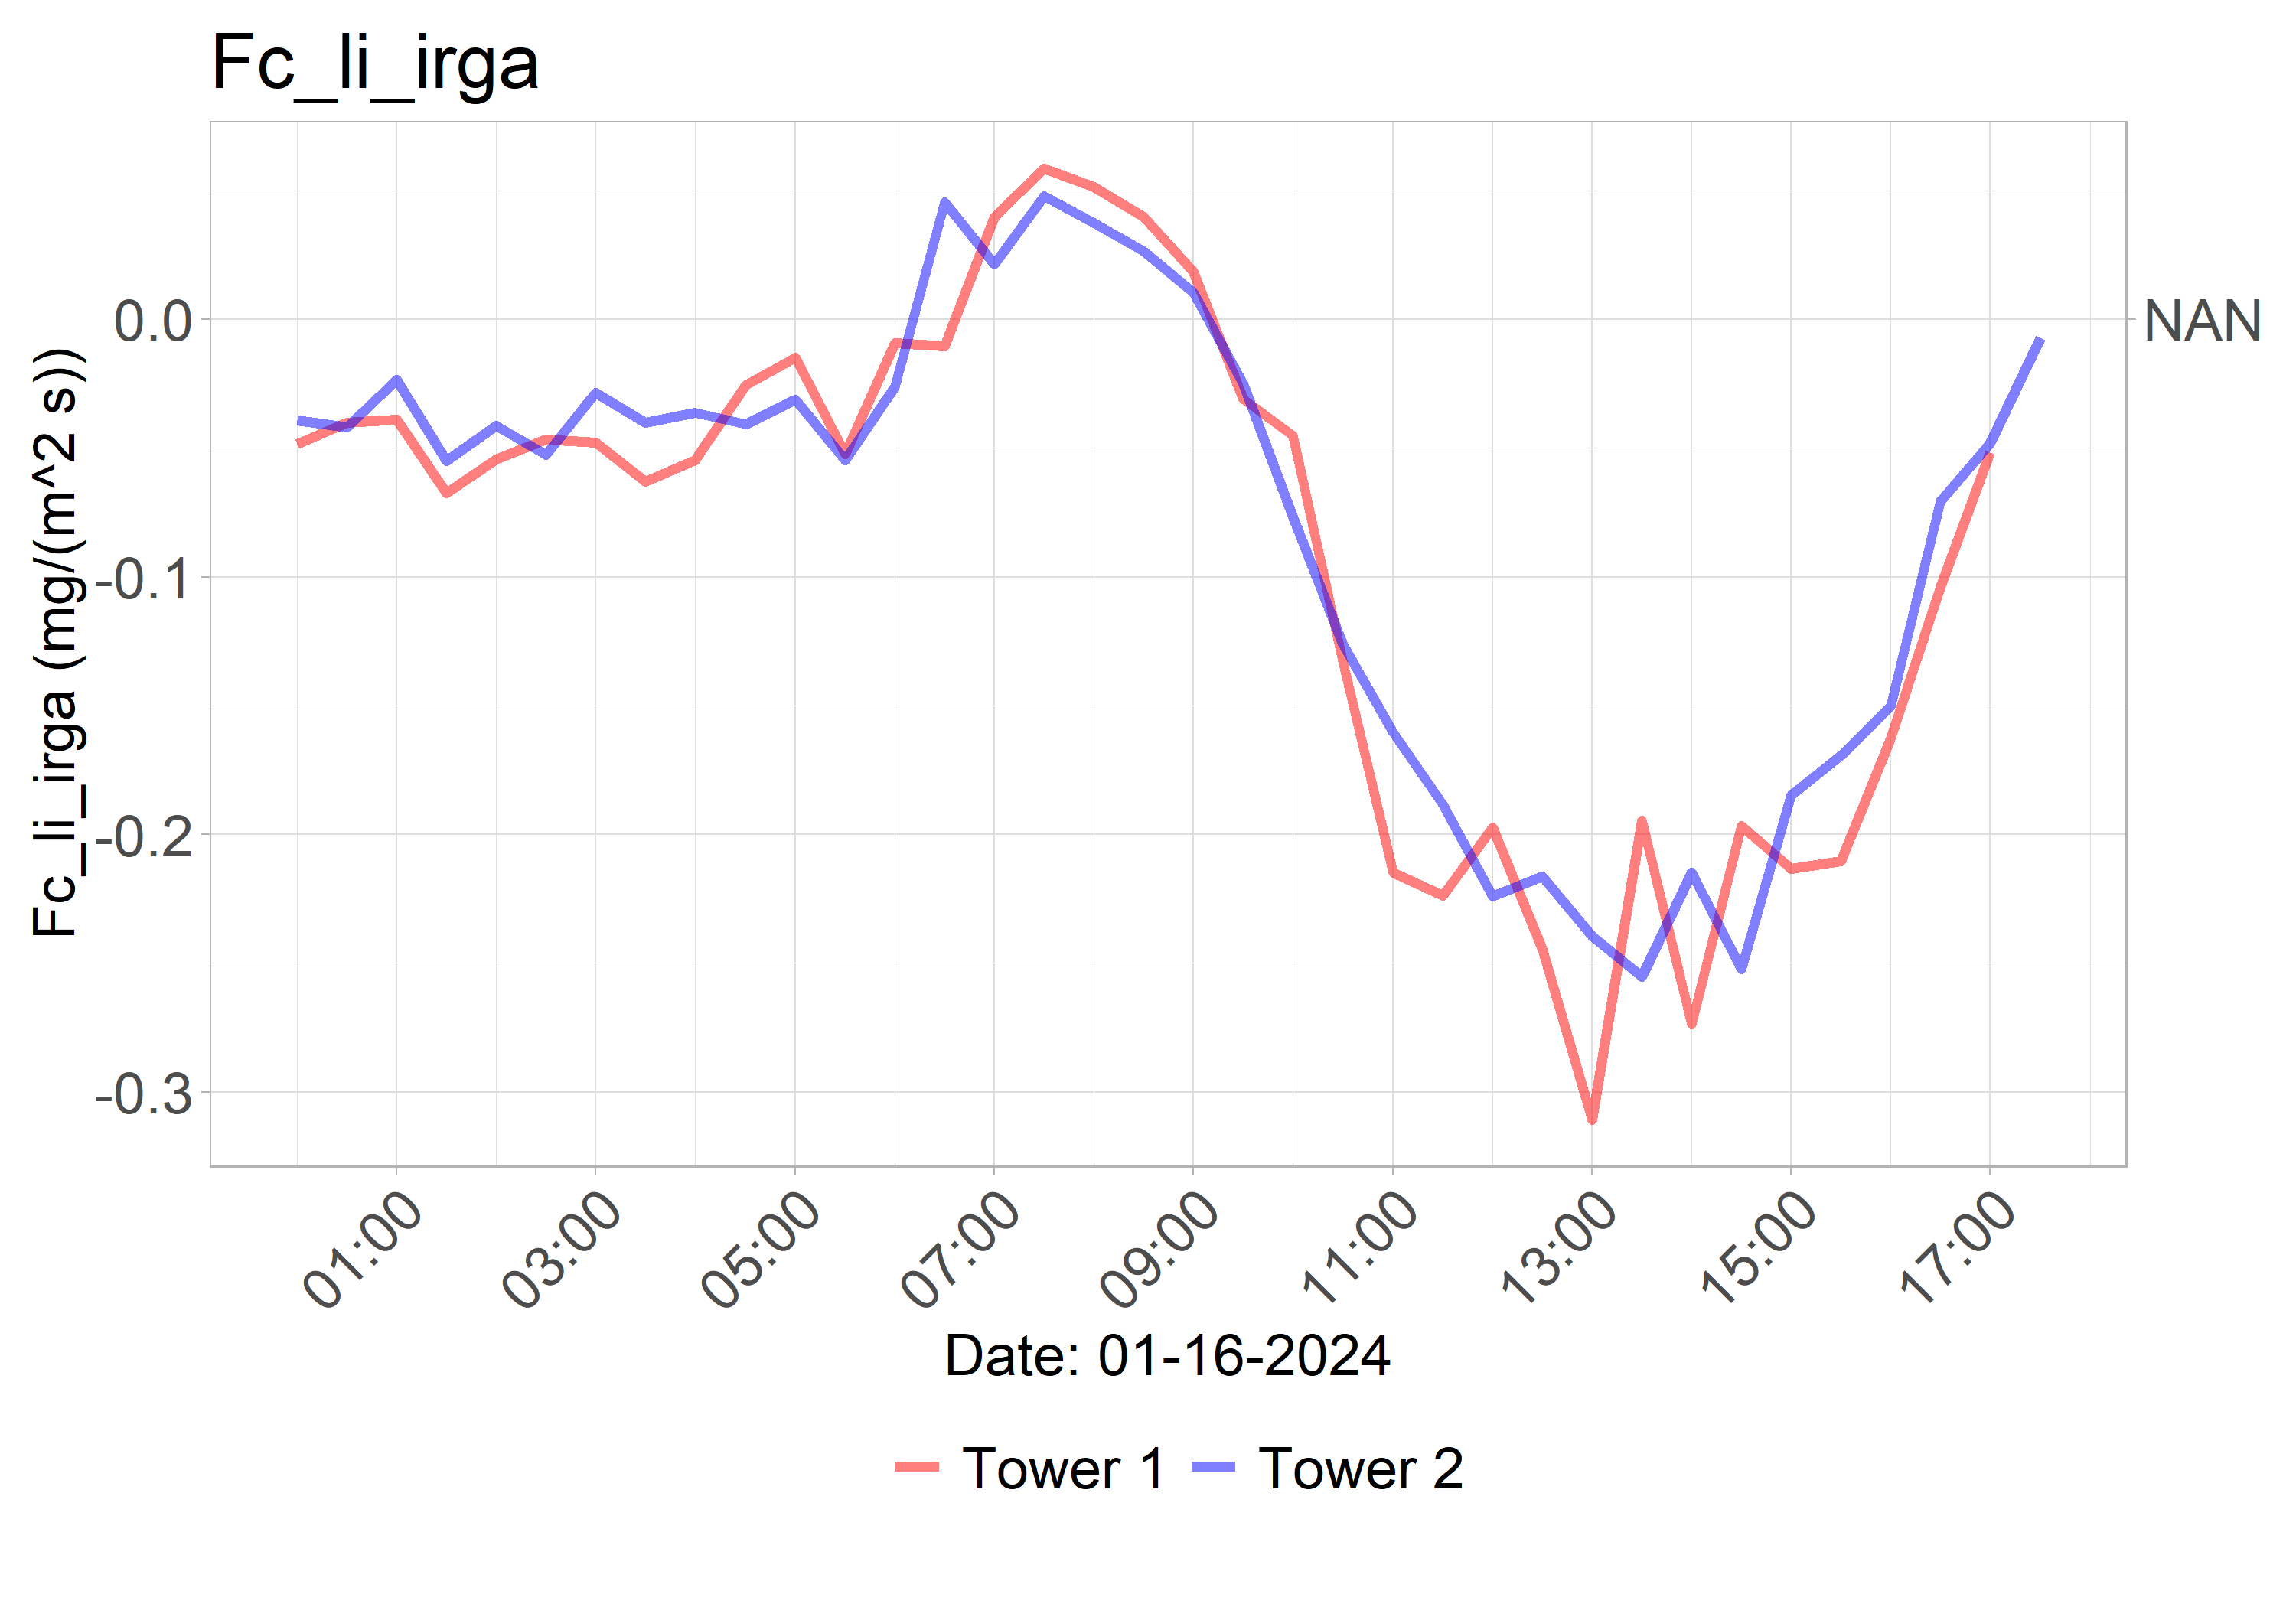 Fc_li_irga
Fc_li_irga (mg/(m^2 s))
0.0
-0.1
-0.2
-0.3
NAN
01:00 03:00 05:00 07:00 09:00 11:00 13:00 15:00 17:00
Date: 01-16-2024
Tower 1 Tower 2